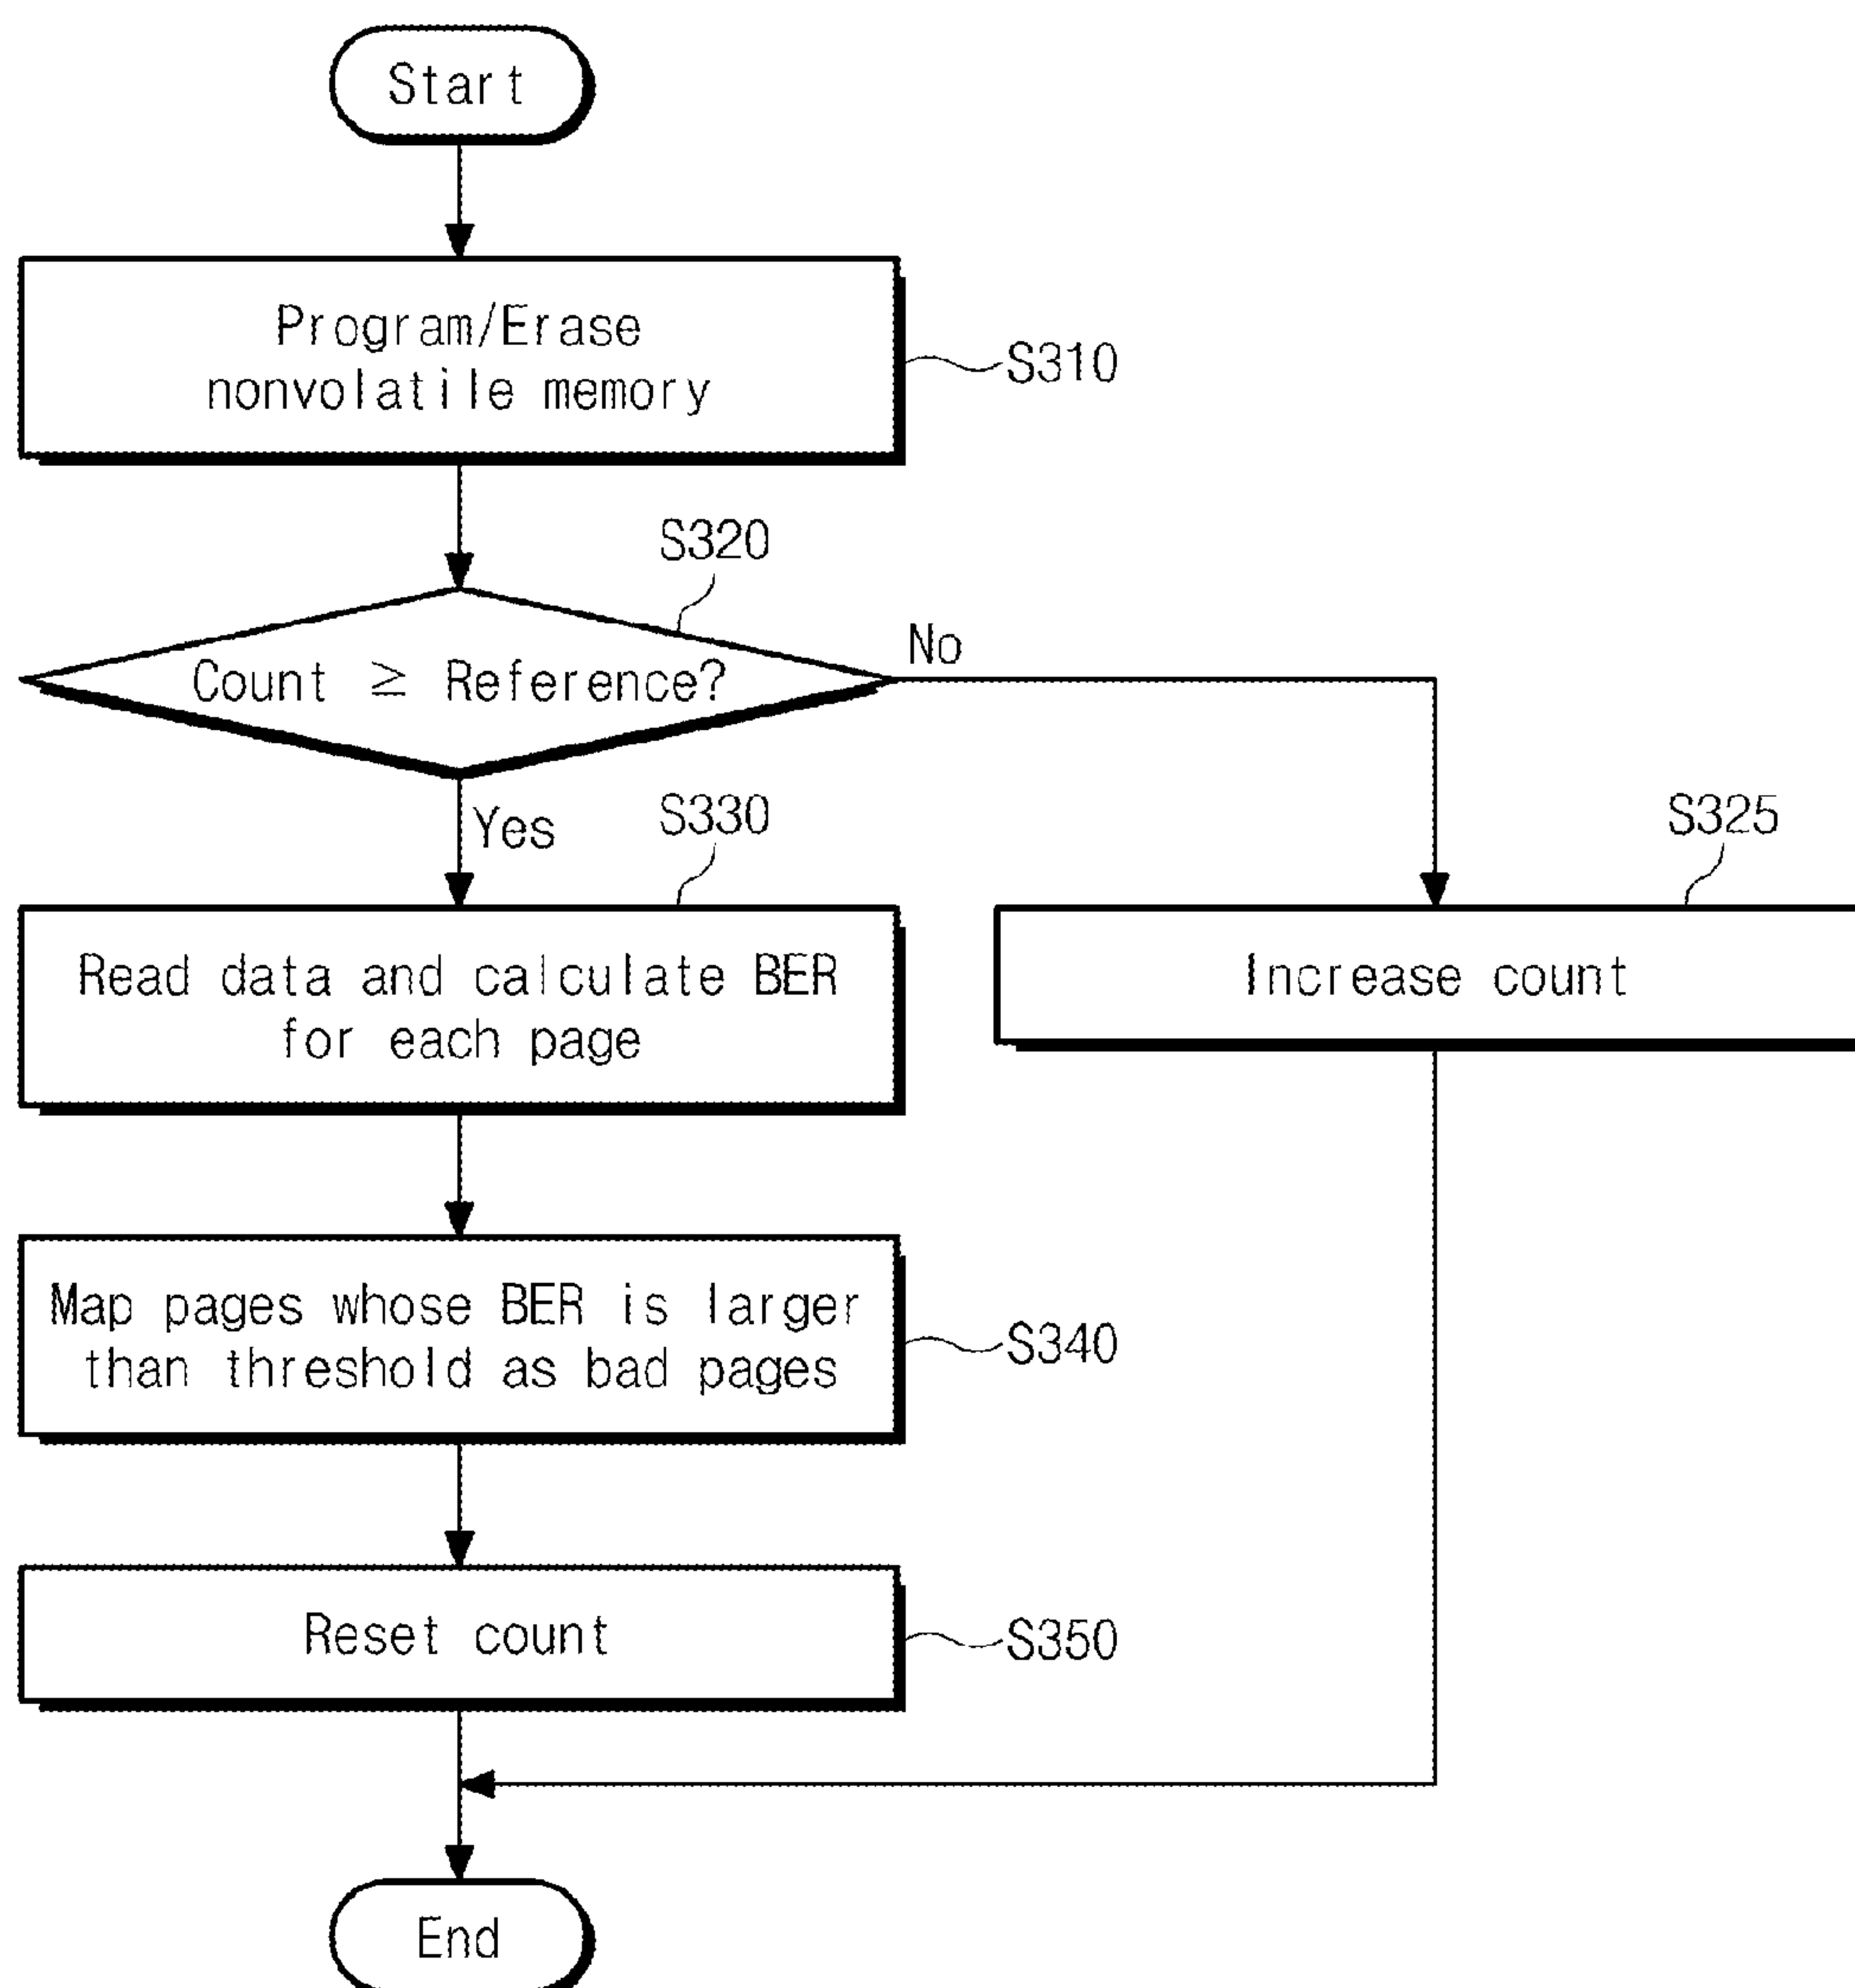 Start
Program/Erase
nonvolatile memory
S310
S320
Count ≥ Reference?
No
Yes
S330
S325
Read data and calculate BER
for each page
Increase count
Map pages whose BER is larger
than threshold as bad pages
S340
Reset count
S350
End